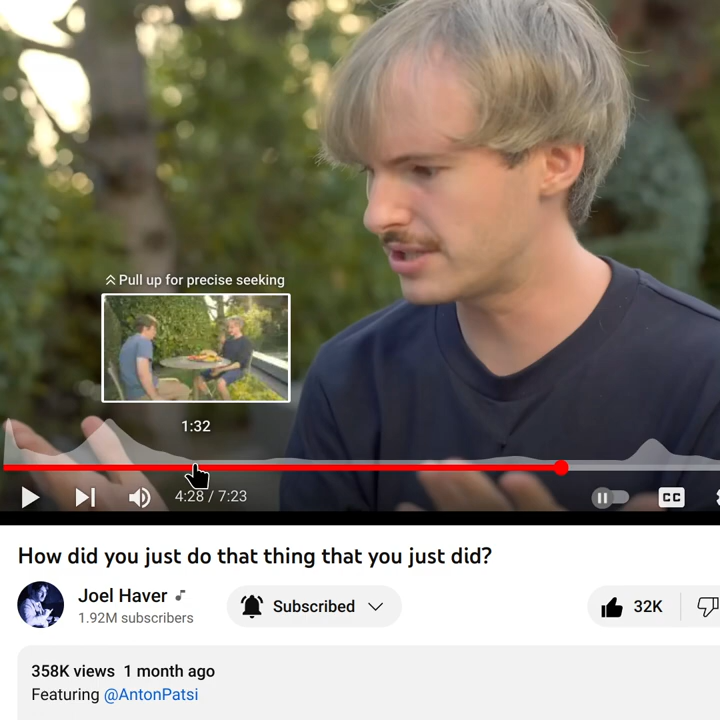 Pull up for precise seeking
1:32
4:28 / 7:23
CC
How did you just do that thing that you just did?
Joel Haver
1.92M subscribers
Subscribed
32K
358K views 1 month ago
Featuring @AntonPatsi